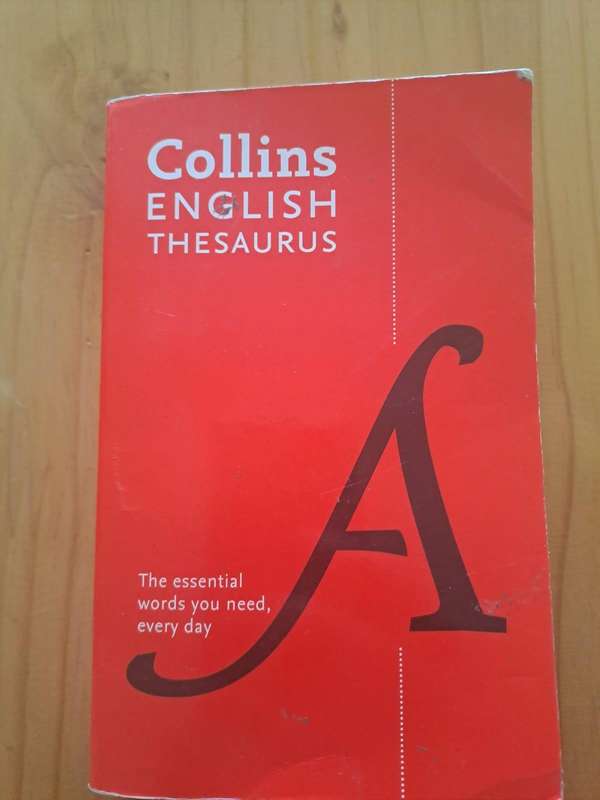 Collins
ENGLISH
THESAURUS
A
The essential
words you need,
every day